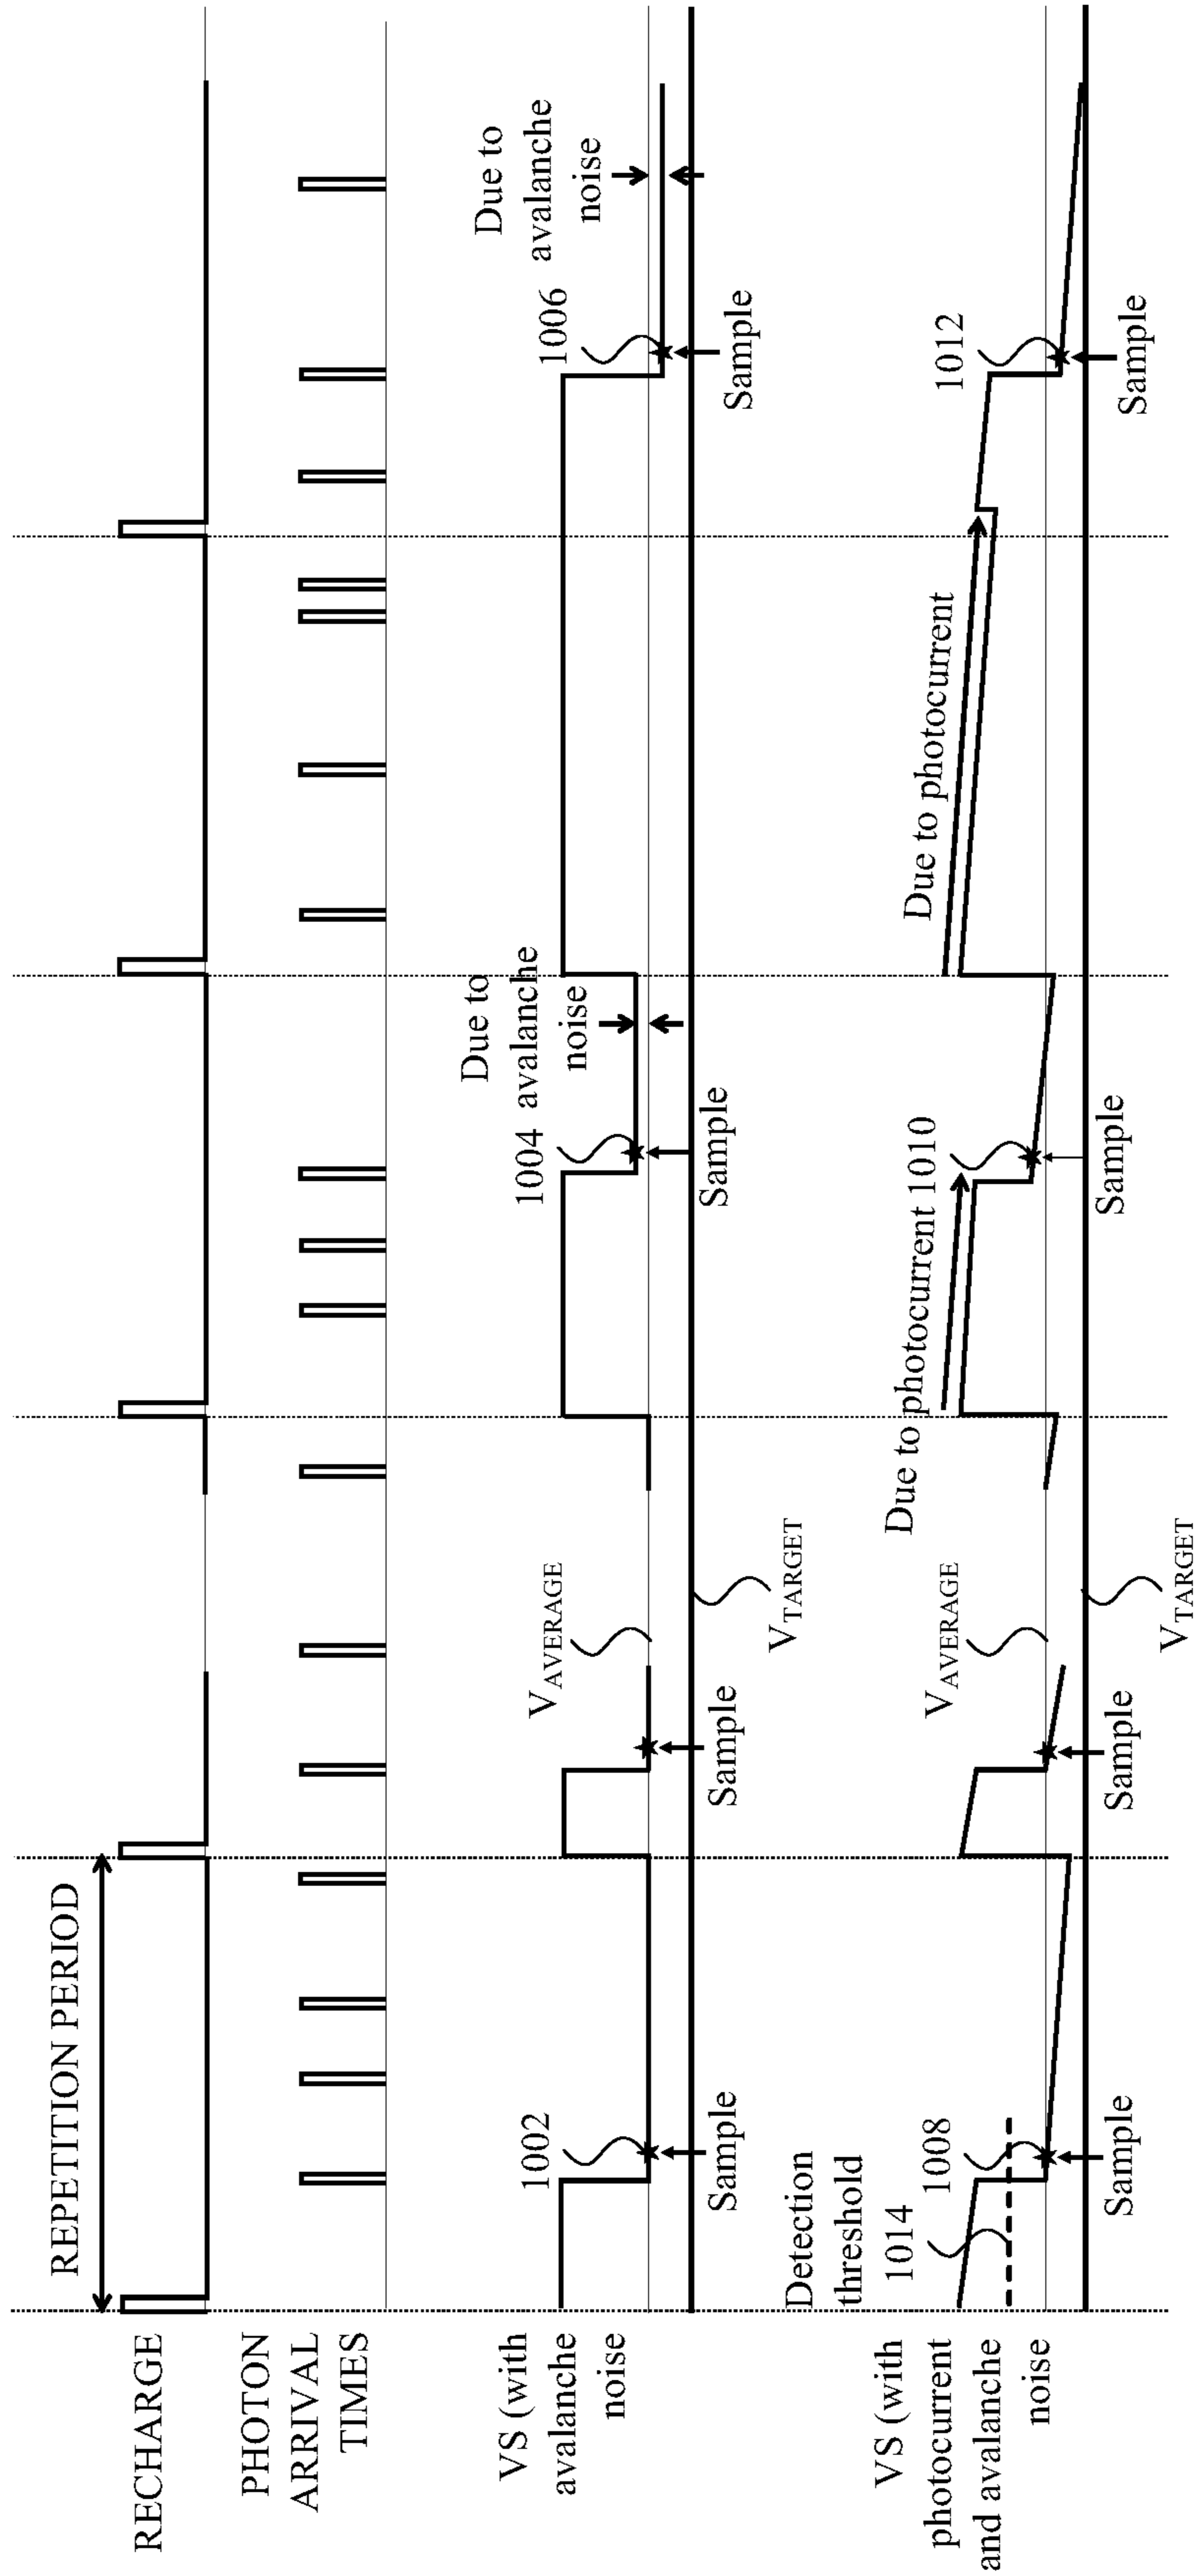 REPETITION PERIOD
RECHARGE
PHOTON
ARRIVAL
TIMES
VS (with
avalanche
noise
1002
Sample
Sample
VAVERAGE
VTARGET
1004
Due to
avalanche
noise
Sample
1006
Due to
avalanche
noise
Sample
VS (with
photocurrent
and avalanche
noise
Detection
threshold
1014
1008
Sample
Sample
VAVERAGE
VTARGET
Due to photocurrent
1010
Sample
Due to photocurrent
1012
Sample